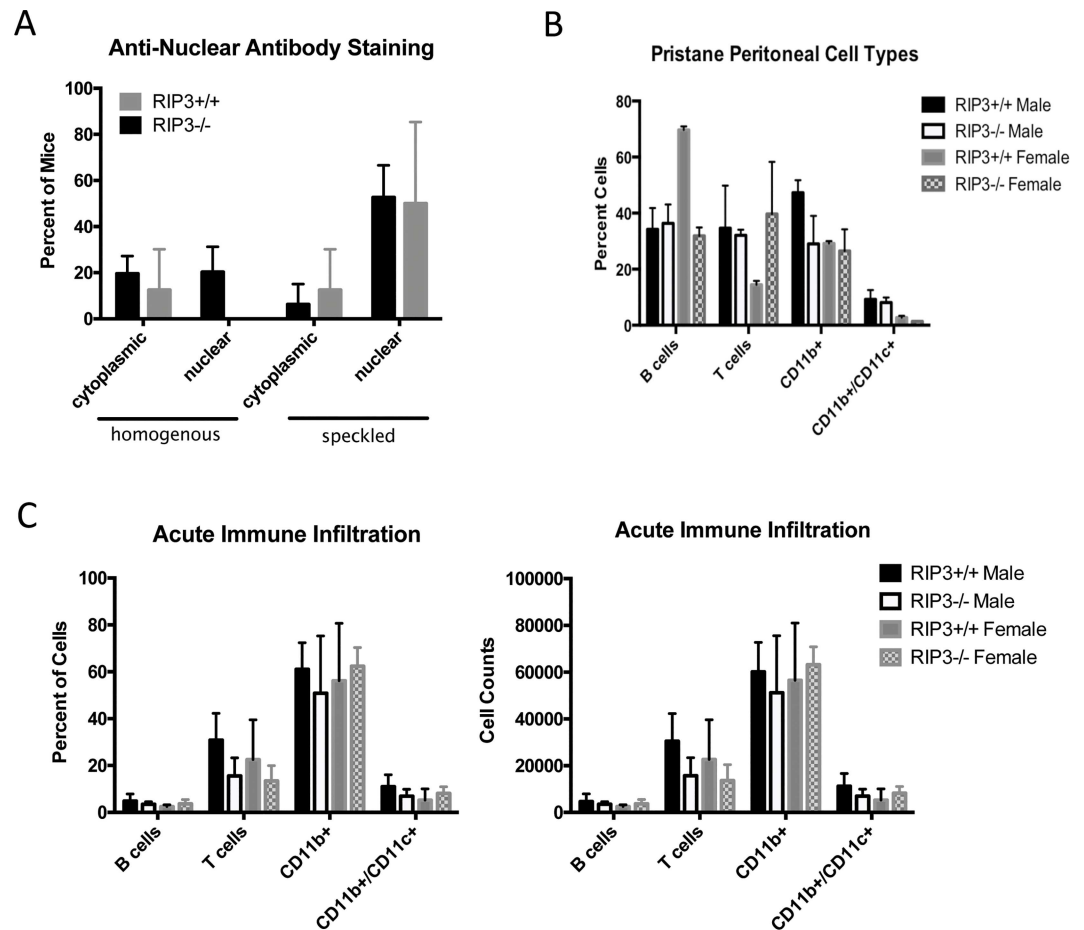 A
Anti-Nuclear Antibody Staining
Percent of Mice
100
80
60
40
20
0
RIP3+/+
RIP3-/-
cytoplasmic
nuclear
cytoplasmic
nuclear
homogenous
speckled
B
Pristane Peritoneal Cell Types
Percent Cells
80
60
40
20
0
B cells
T cells
CD11b+
CD11b+/CD11c+
RIP3+/+ Male
RIP3-/- Male
RIP3+/+ Female
RIP3-/- Female
C
Acute Immune Infiltration
Percent of Cells
100
80
60
40
20
0
B cells
T cells
CD11b+
CD11b+/CD11c+
Acute Immune Infiltration
Cell Counts
100000
80000
60000
40000
20000
0
B cells
T cells
CD11b+
CD11b+/CD11c+
RIP3+/+ Male
RIP3-/- Male
RIP3+/+ Female
RIP3-/- Female